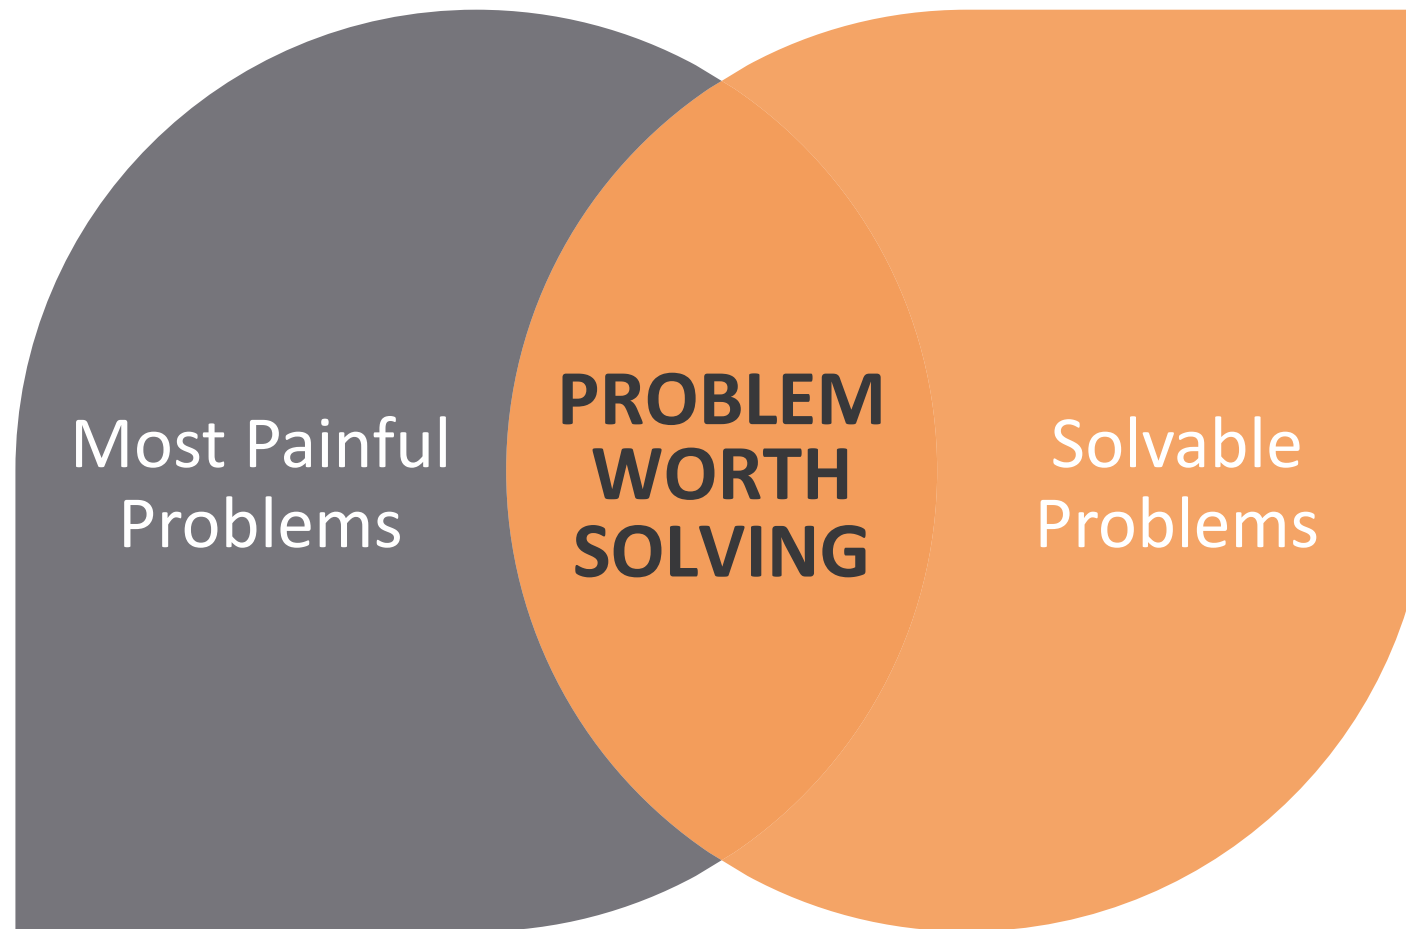 Most Painful
Problems
PROBLEM
WORTH
SOLVING
Solvable
Problems